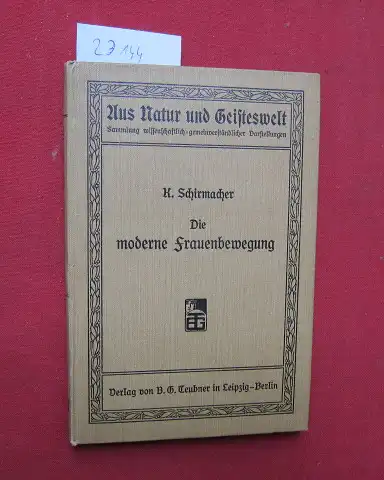 2J 144
Aus Natur und Geisteswelt
Sammlung wissenschaftlich-gemeinverständlicher Darstellungen
K. Schirmacher
Die
moderne Frauenbewegung
Verlag von B. G. Teubner in Leipzig-Berlin